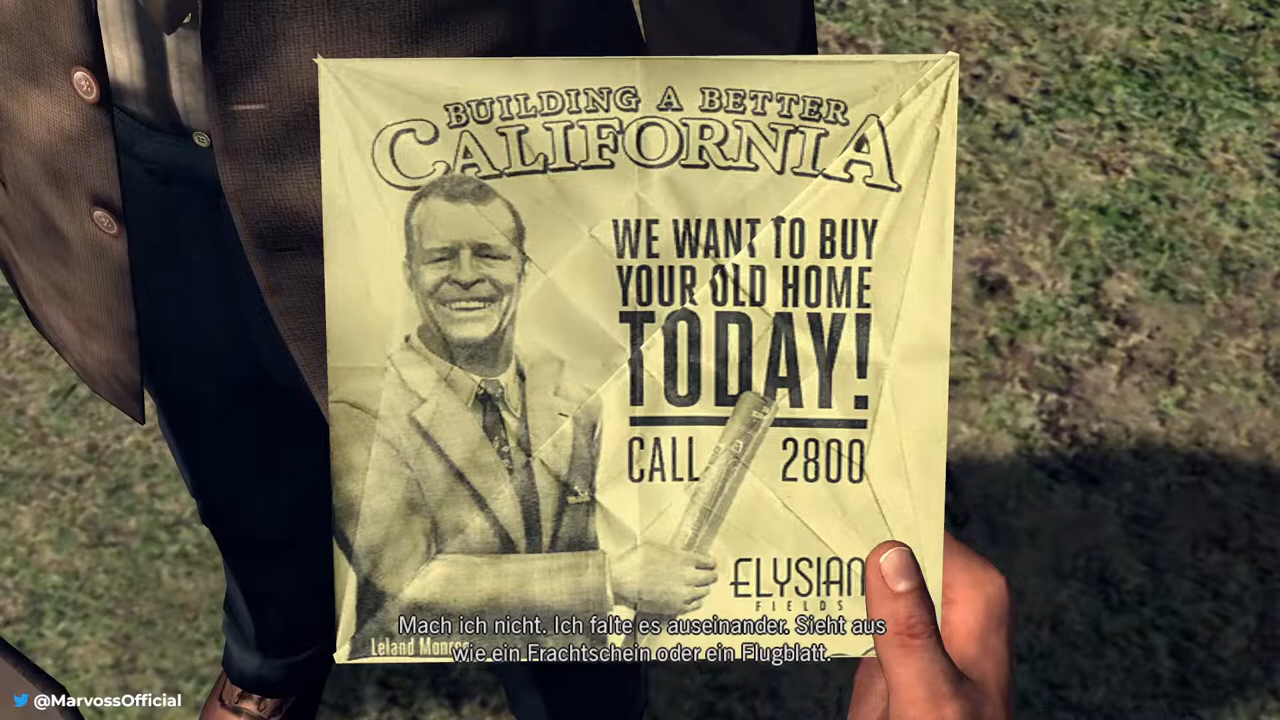 BUILDING A BETTER
CALIFORNIA
WE WANT TO BUY
YOUR OLD HOME
TODAY!
CALL 2800
ELYSIAN
FIELDS
Leland
Mach ich nicht. Ich falte es auseinander. Sieht aus
wie ein Frachtschein oder ein Flugblatt.
@MarvossOfficial